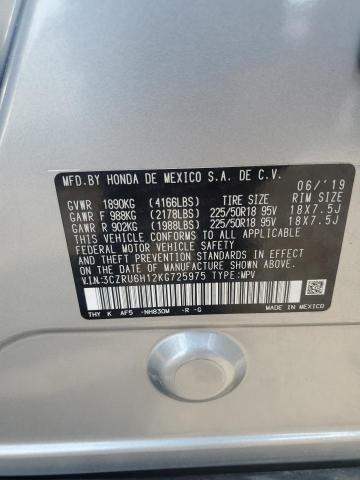 MFD.BY HONDA DE MEXICO S.A. DE C.V.
06/'19
GVWR 1890KG (4166LBS) TIRE SIZE RIM SIZE
GAWR F 988KG (2178LBS) 225/50R18 95V 18X7.5J
GAWR R 902KG (1988LBS) 225/50R18 95V 18X7.5J
THIS VEHICLE CONFORMS TO ALL APPLICABLE
FEDERAL MOTOR VEHICLE SAFETY, BUMPER, AND
THEFT PREVENTION STANDARDS IN EFFECT ON THE
DATE OF MANUFACTURE SHOWN ABOVE.
V.I.N:3CZRU6H12KG725975 TYPE:MPV
MADE IN MEXICO
THY K AF5 -NH830M -R -G